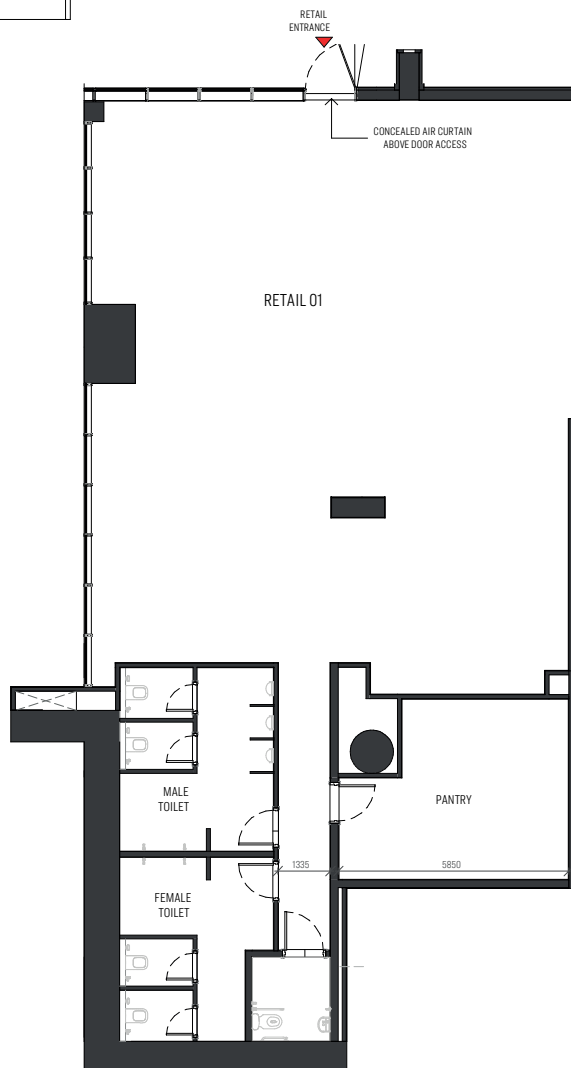 RETAIL
ENTRANCE
CONCEALED AIR CURTAIN
ABOVE DOOR ACCESS
RETAIL 01
MALE
TOILET
PANTRY
1335
5850
FEMALE
TOILET